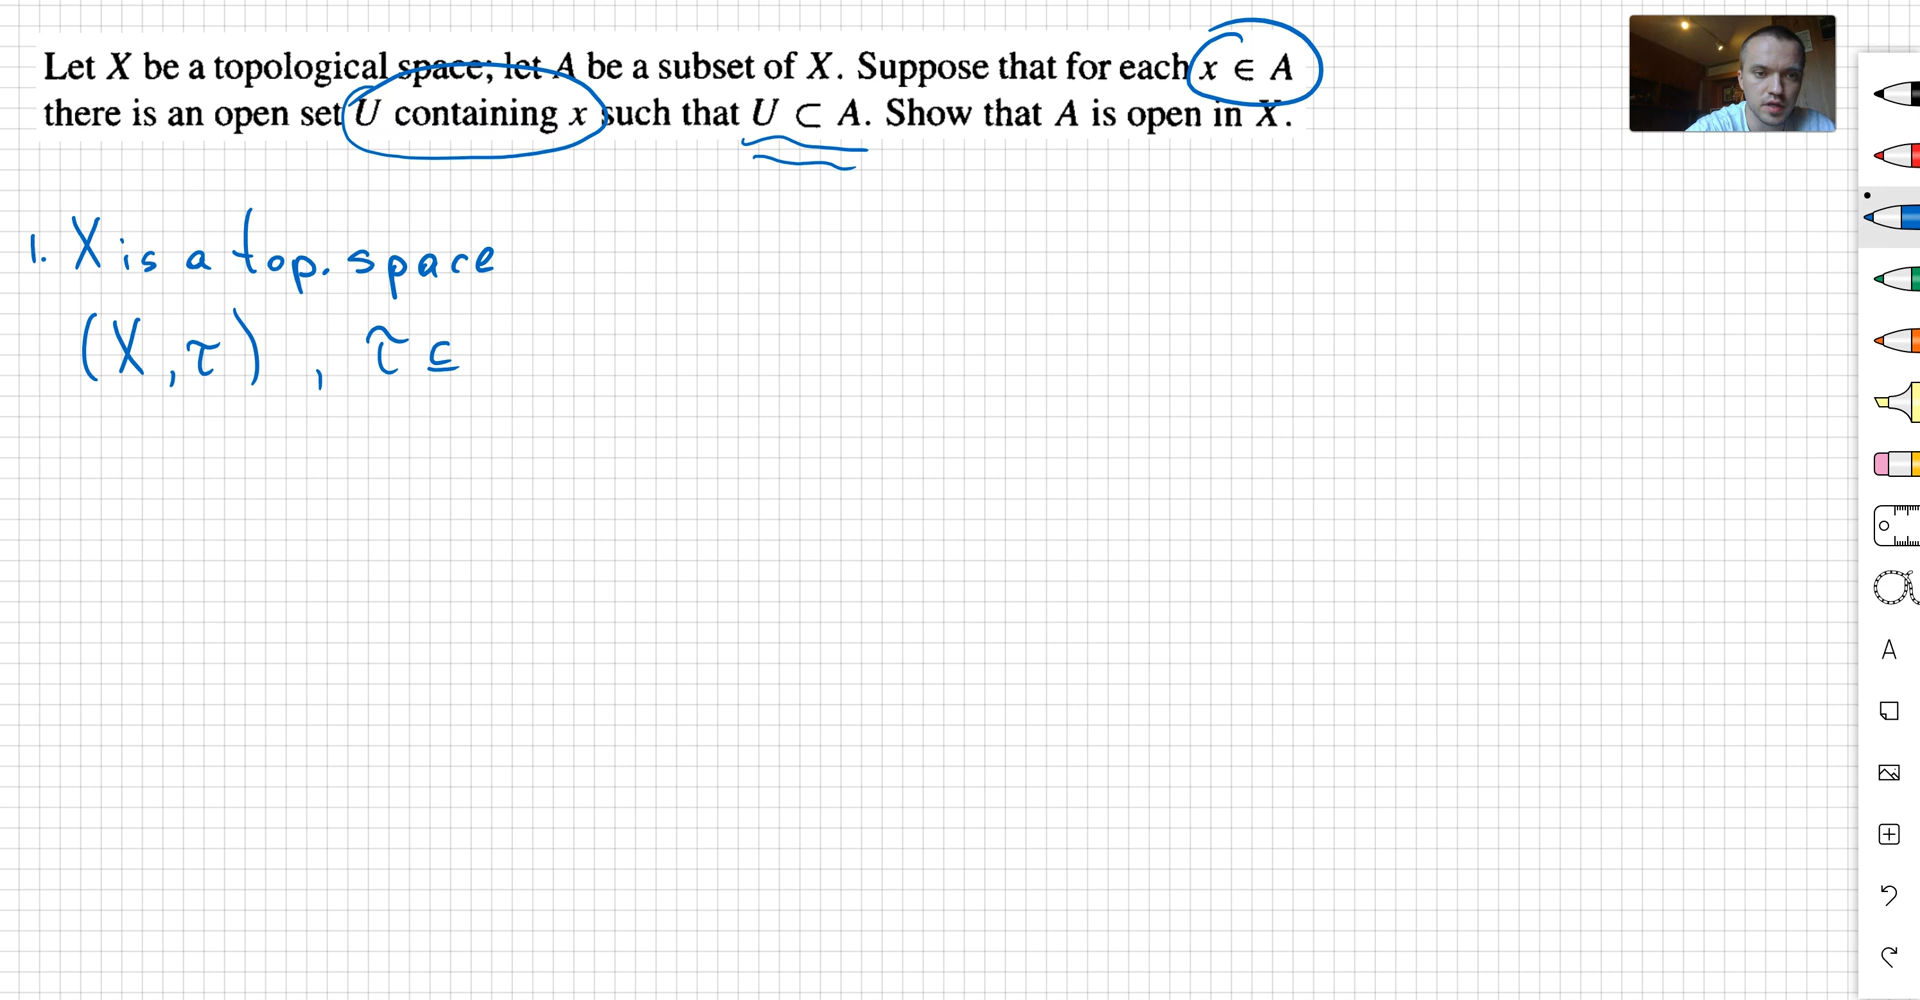 Let X be a topological space; let A be a subset of X. Suppose that for each x ∈ A
there is an open set U containing x such that U ⊂ A. Show that A is open in X.
1. X is a top. space
(X, τ) , τ ⊆
A